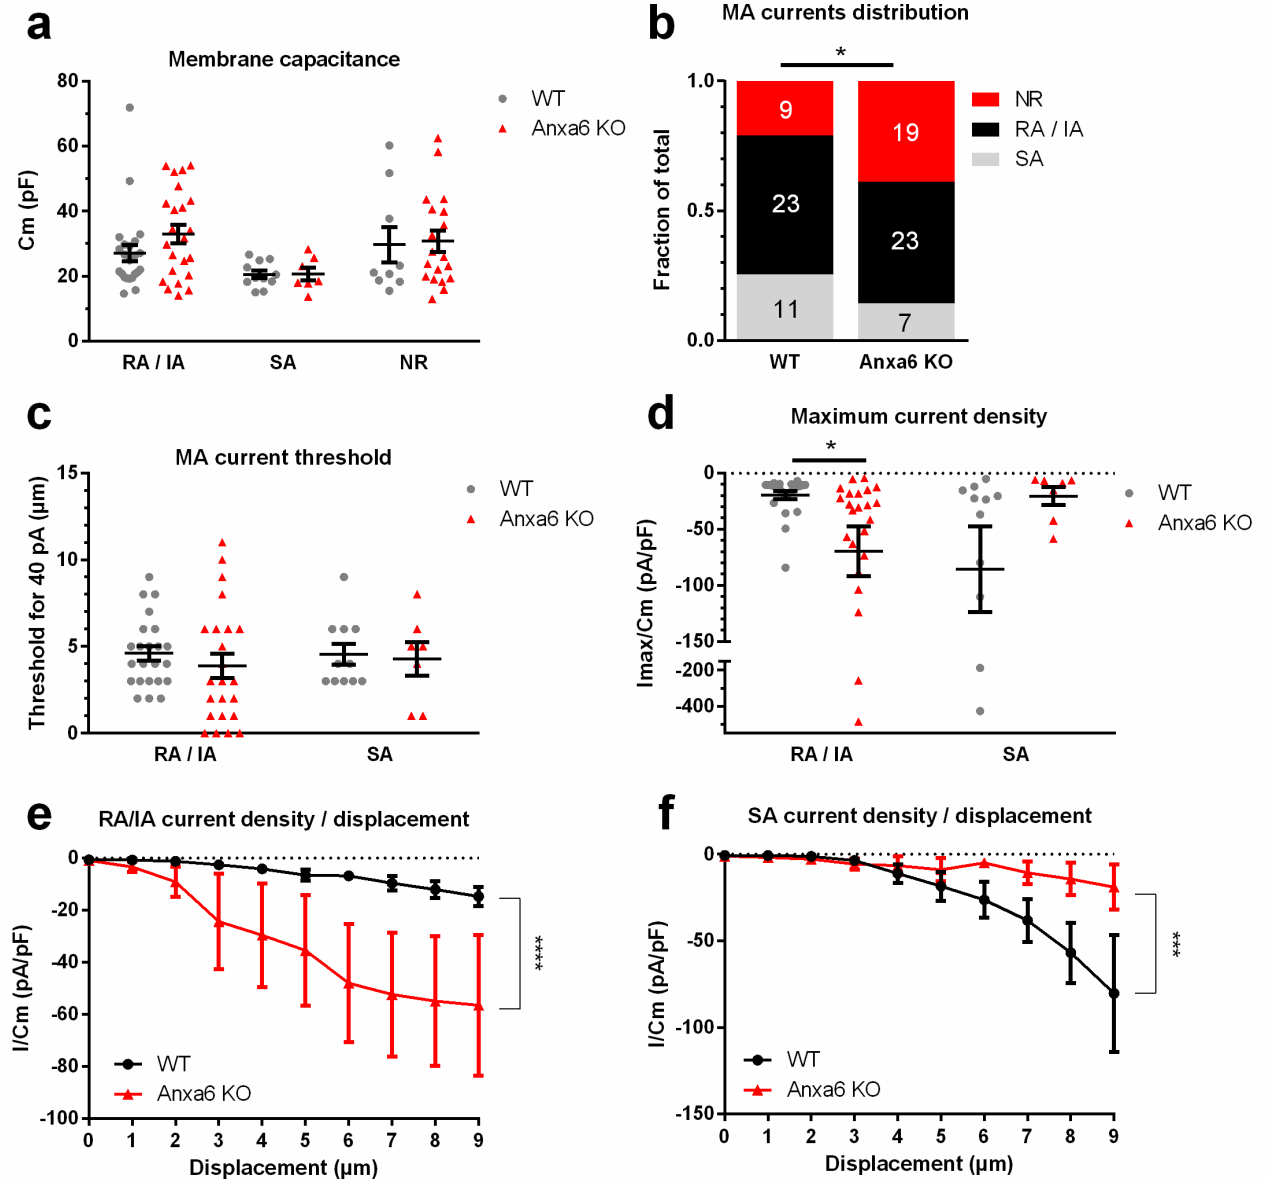 a
Membrane capacitance
80
60
40
20
0
Cm (pF)
RA / IA
SA
NR
WT
Anxa6 KO
b
MA currents distribution
*
1.0
0.5
0.0
Fraction of total
9
23
11
19
23
7
WT
Anxa6 KO
NR
RA / IA
SA
c
MA current threshold
15
10
5
0
Threshold for 40 pA (µm)
RA / IA
SA
WT
Anxa6 KO
d
Maximum current density
*
0
-50
-100
-150
-200
-400
Imax/Cm (pA/pF)
RA / IA
SA
WT
Anxa6 KO
e
RA/IA current density / displacement
0
-20
-40
-60
-80
-100
I/Cm (pA/pF)
****
WT
Anxa6 KO
0 1 2 3 4 5 6 7 8 9
Displacement (µm)
f
SA current density / displacement
0
-50
-100
-150
I/Cm (pA/pF)
***
WT
Anxa6 KO
0 1 2 3 4 5 6 7 8 9
Displacement (µm)